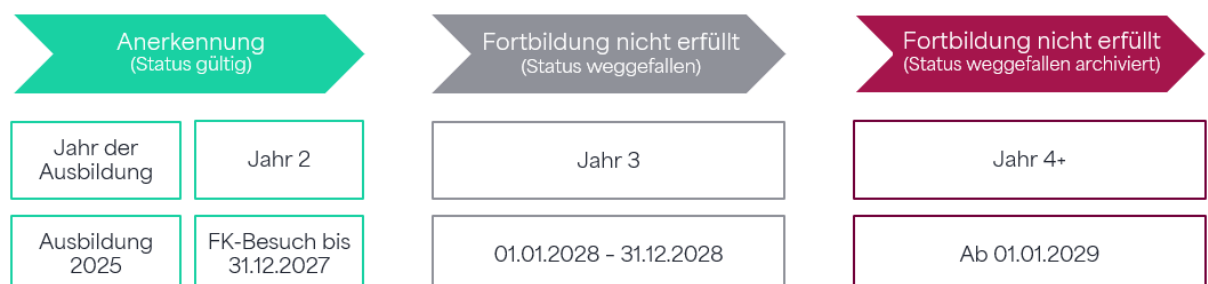 Anerkennung
(Status gültig)
Fortbildung nicht erfüllt
(Status weggefallen)
Fortbildung nicht erfüllt
(Status weggefallen archiviert)
Jahr der
Ausbildung
Jahr 2
Jahr 3
Jahr 4+
Ausbildung
2025
FK-Besuch bis
31.12.2027
01.01.2028 – 31.12.2028
Ab 01.01.2029